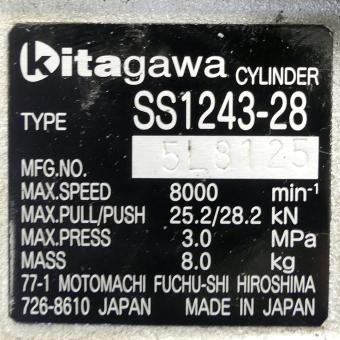 Kitagawa CYLINDER
TYPE SS1243-28
MFG.NO. 5L8125
MAX.SPEED 8000 min-1
MAX.PULL/PUSH 25.2/28.2 kN
MAX.PRESS 3.0 MPa
MASS 8.0 kg
77-1 MOTOMACHI FUCHU-SHI HIROSHIMA
726-8610 JAPAN MADE IN JAPAN